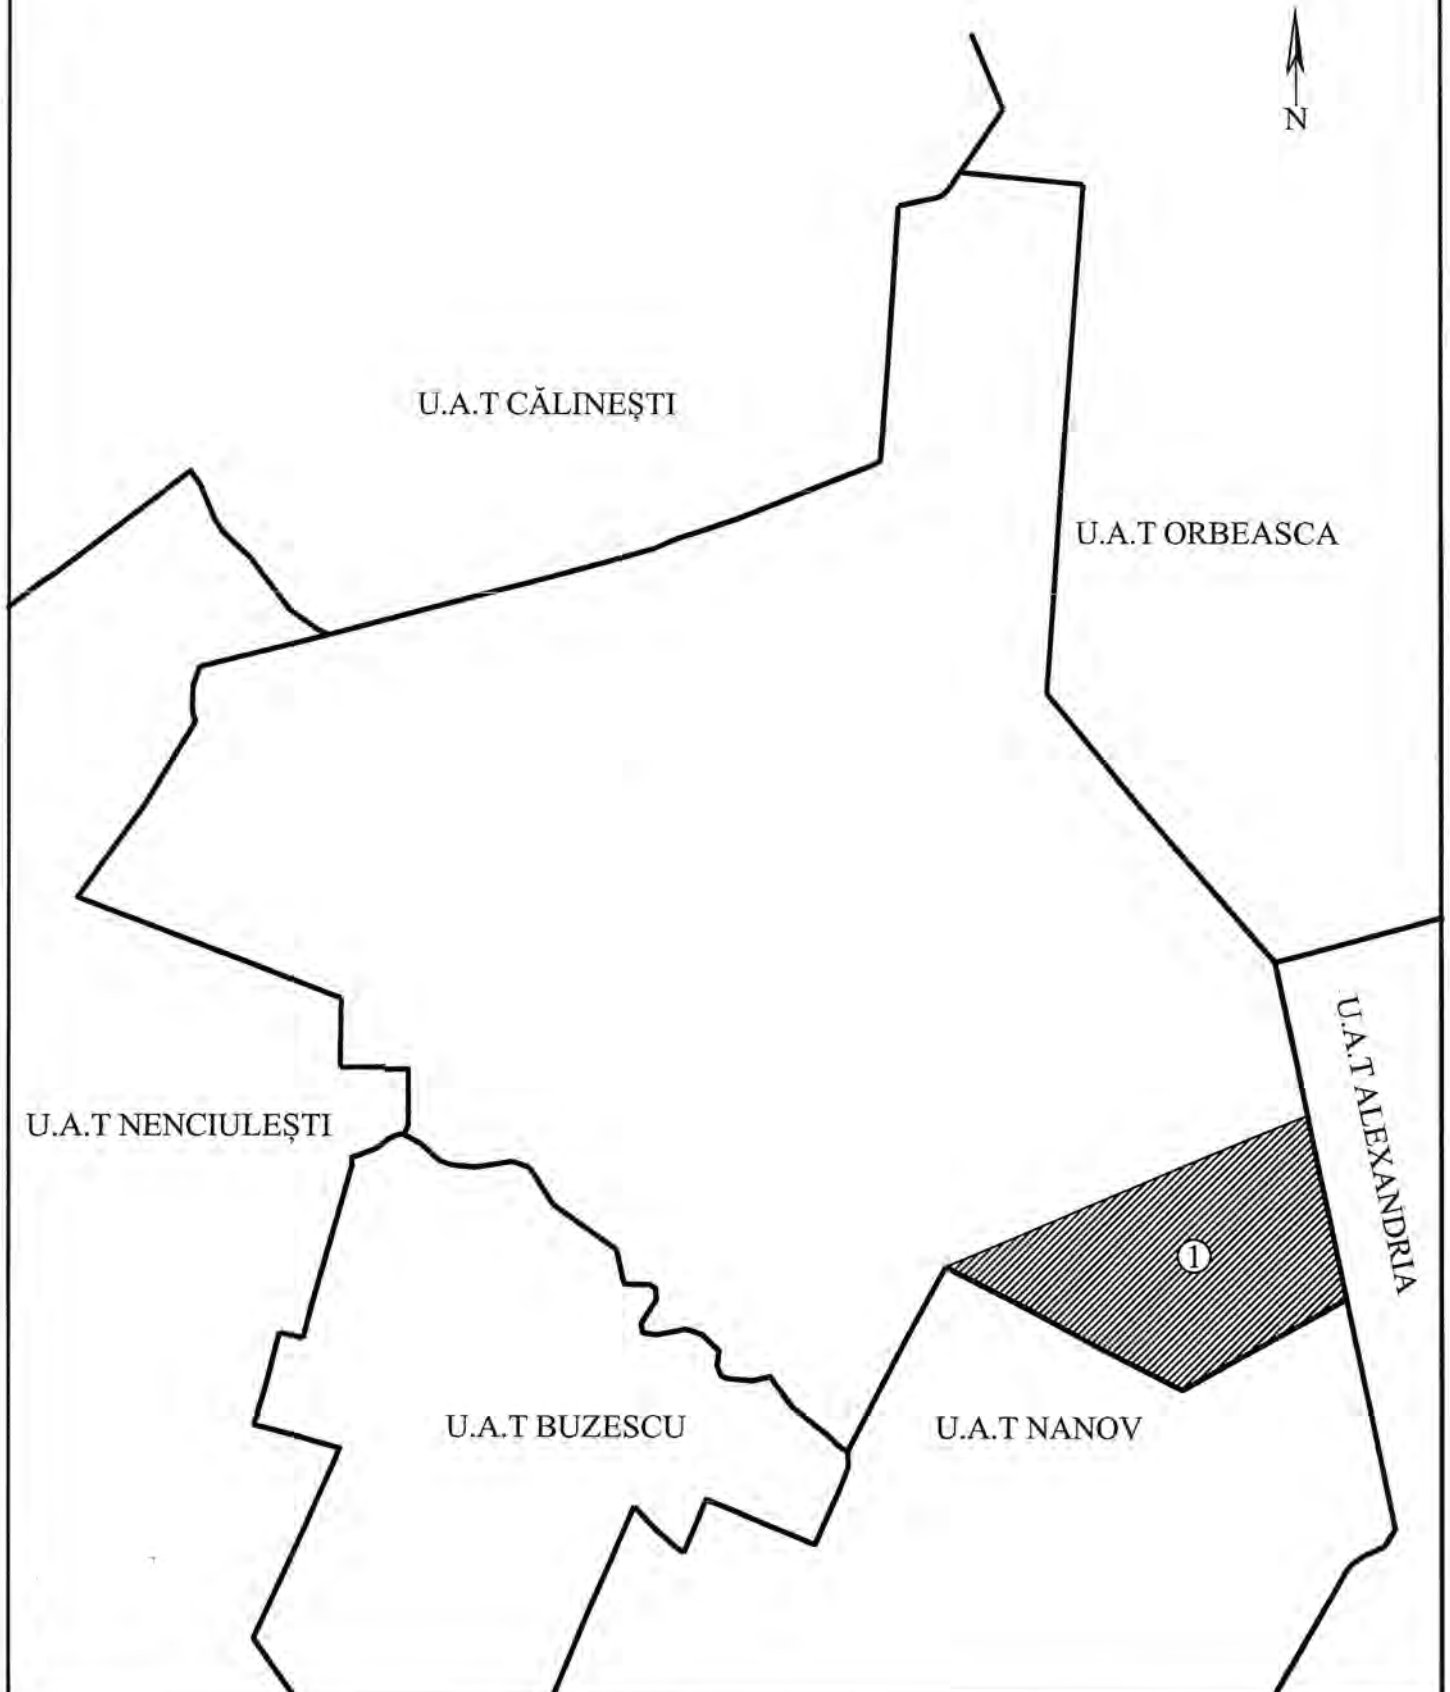 N
U.A.T CĂLINEȘTI
U.A.T ORBEASCA
U.A.T ALEXANDRIA
U.A.T NENCIULEȘTI
1
U.A.T BUZESCU
U.A.T NANOV